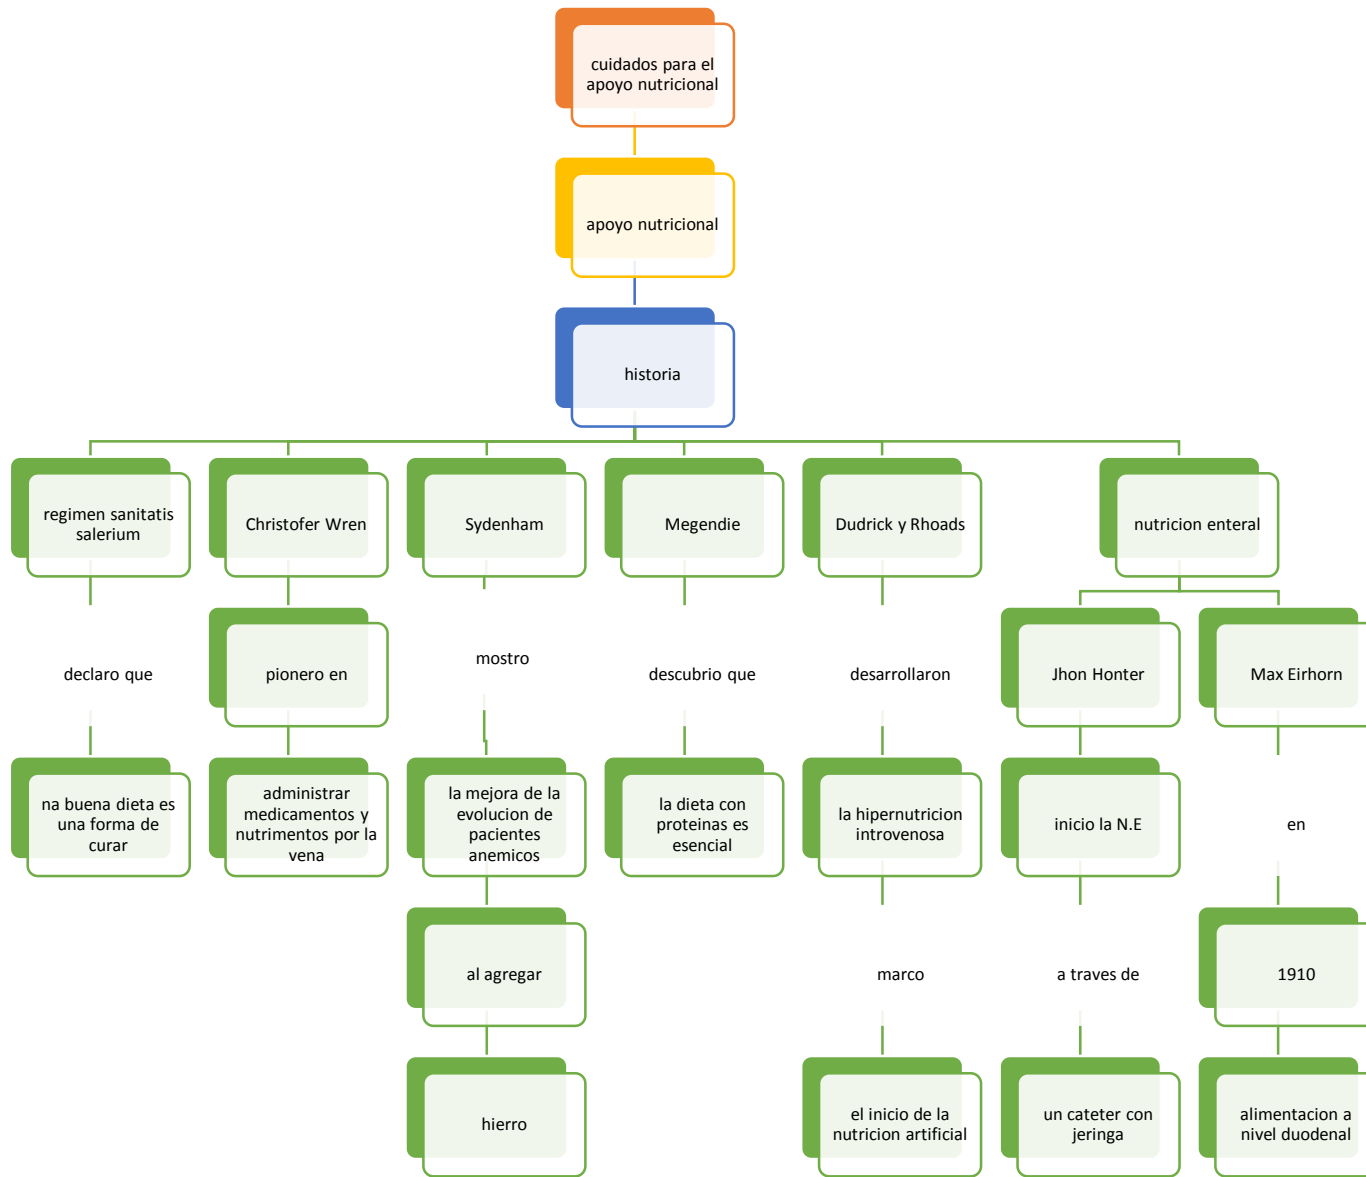 cuidados para el
apoyo nutricional
apoyo nutricional
historia
regimen sanitatis
salerium
Christofer Wren
Sydenham
Megendie
Dudrick y Rhoads
nutricion enteral
declaro que
pionero en
mostro
descubrio que
desarrollaron
Jhon Honter
Max Eirhorn
na buena dieta es
una forma de
curar
administrar
medicamentos y
nutrimentos por la
vena
la mejora de la
evolucion de
pacientes
anemicos
la dieta con
proteinas es
esencial
la hipernutricion
introvenosa
inicio la N.E
en
al agregar
marco
a traves de
1910
hierro
el inicio de la
nutricion artificial
un cateter con
jeringa
alimentacion a
nivel duodenal